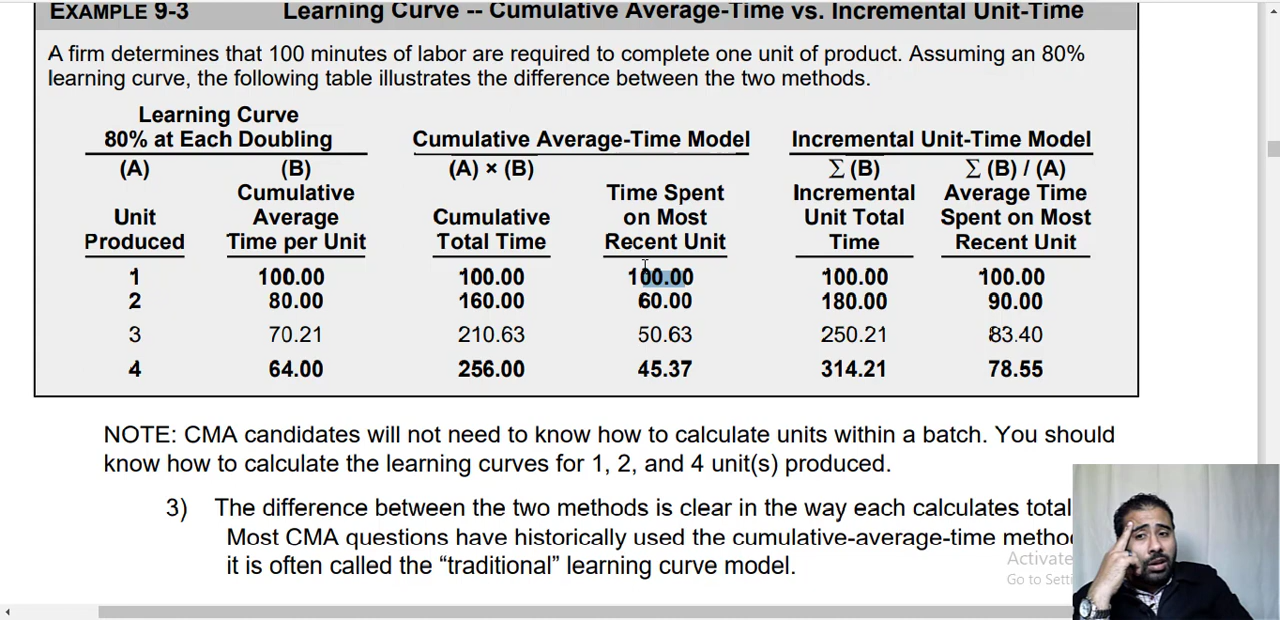 EXAMPLE 9-3 Learning Curve -- Cumulative Average-Time vs. Incremental Unit-Time
A firm determines that 100 minutes of labor are required to complete one unit of product. Assuming an 80%
learning curve, the following table illustrates the difference between the two methods.
Learning Curve
80% at Each Doubling Cumulative Average-Time Model Incremental Unit-Time Model
(A) (B) (A) × (B) ∑ (B) ∑ (B) / (A)
Cumulative Time Spent Incremental Average Time
Unit Average Cumulative on Most Unit Total Spent on Most
Produced Time per Unit Total Time Recent Unit Time Recent Unit
1 100.00 100.00 100.00 100.00 100.00
2 80.00 160.00 60.00 180.00 90.00
3 70.21 210.63 50.63 250.21 83.40
4 64.00 256.00 45.37 314.21 78.55
NOTE: CMA candidates will not need to know how to calculate units within a batch. You should
know how to calculate the learning curves for 1, 2, and 4 unit(s) produced.
3) The difference between the two methods is clear in the way each calculates total
Most CMA questions have historically used the cumulative-average-time
it is often called the “traditional” learning curve model.
Activate
Go to